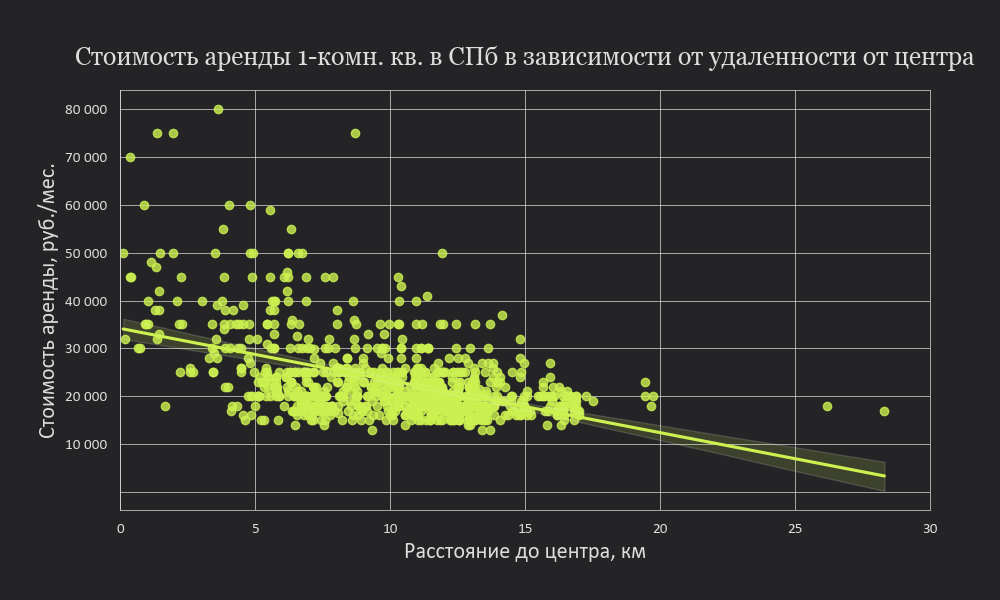 Стоимость аренды 1-комн. кв. в СПб в зависимости от удаленности от центра
Стоимость аренды, руб./мес.
80 000
70 000
60 000
50 000
40 000
30 000
20 000
10 000
0 5 10 15 20 25 30
Расстояние до центра, км